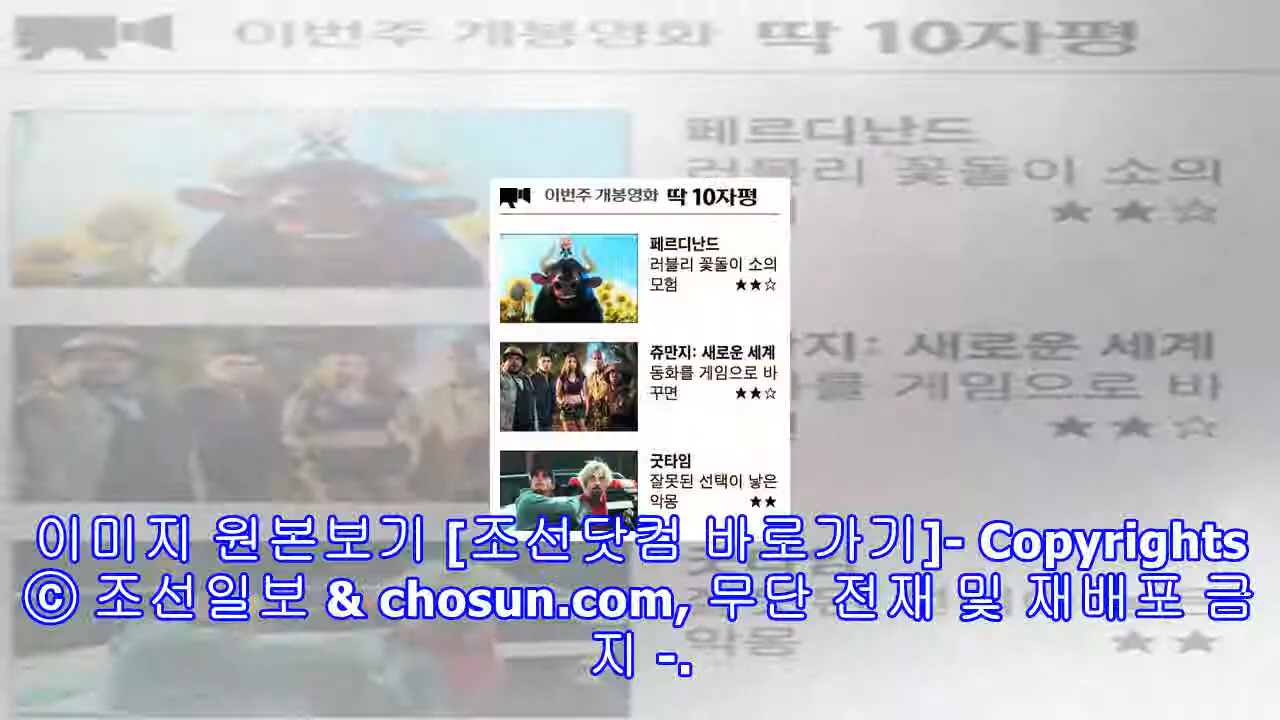 이번주 개봉영화 딱 10자평
페르디난드
러블리 꽃돌이 소의
모험 ★★☆
쥬만지: 새로운 세계
동화를 게임으로 바
꾸면 ★★☆
굿타임
잘못된 선택이 낳은
악몽 ★★
이미지 원본보기 [조선닷컴 바로가기]- Copyrights
ⓒ 조선일보 & chosun.com, 무단 전재 및 재배포 금
지 -.